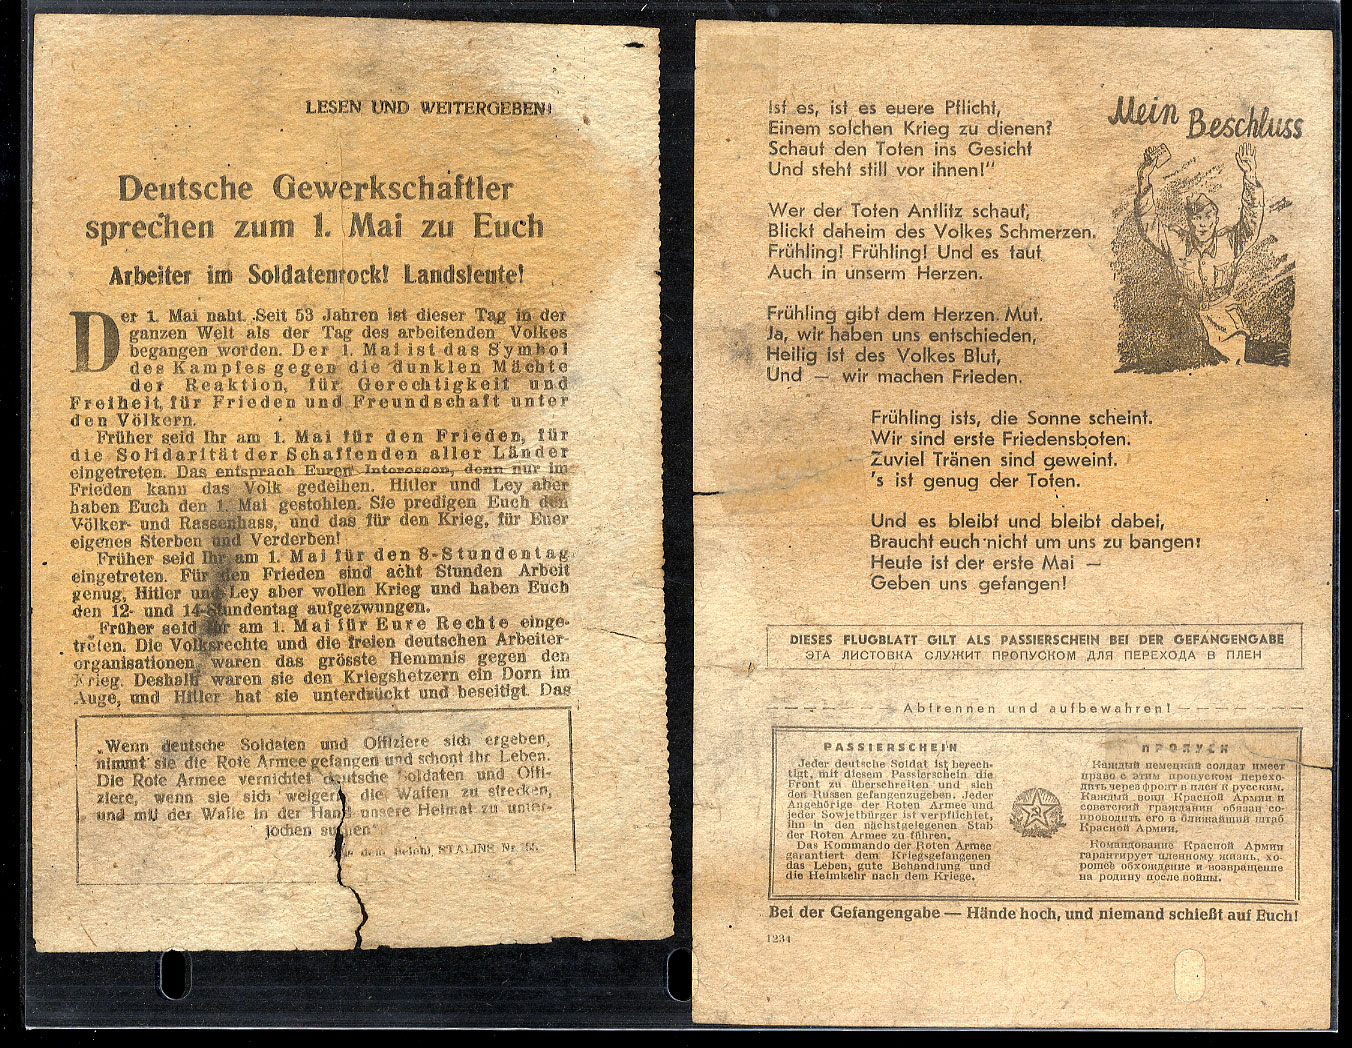 LESEN UND WEITERGEBEN!
Deutsche Gewerkschaftler
sprechen zum 1. Mai zu Euch
Arbeiter im Soldatenrock! Landsleute!
Der 1. Mai naht. Seit 53 Jahren ist dieser Tag in der
ganzen Welt als der Tag des arbeitenden Volkes
begangen worden. Der 1. Mai ist das Symbol
des Kampfes gegen die dunklen Mächte
der Reaktion, für Gerechtigkeit und
Freiheit, für Frieden und Freundschaft unter
den Völkern.
Früher seid Ihr am 1. Mai für den Frieden, für
die Solidarität der Schaffenden aller Länder
eingetreten. Das entsprach Euren Interessen, denn nur im
Frieden kann das Volk gedeihen. Hitler und Ley aber
haben Euch den 1. Mai gestohlen. Sie predigen Euch den
Völker- und Rassenhass, und das für den Krieg, für Euer
eigenes Sterben und Verderben!
Früher seid Ihr am 1. Mai für den 8-Stundentag
eingetreten. Für den Frieden sind acht Stunden Arbeit
genug, Hitler und Ley aber wollen Krieg und haben Euch
den 12- und 14-Stundentag aufgezwungen.
Früher seid Ihr am 1. Mai für Eure Rechte einge-
treten. Die Volksrechte und die freien deutschen Arbeiter-
organisationen waren das grösste Hemmnis gegen den
Krieg. Deshalb waren sie den Kriegshetzern ein Dorn im
Auge, und Hitler hat sie unterdrückt und beseitigt. Das
„Wenn deutsche Soldaten und Offiziere sich ergeben,
nimmt sie die Rote Armee gefangen und schont ihr Leben.
Die Rote Armee vernichtet deutsche Soldaten und Offi-
ziere, wenn sie sich weigern, die Waffen zu strecken,
und mit der Waffe in der Hand unsere Heimat zu unter-
jochen suchen“
(Aus dem Befehl STALINS Nr. 55.
Ist es, ist es euere Pflicht,
Einem solchen Krieg zu dienen?
Schaut den Toten ins Gesicht
Und steht still vor ihnen!“
Wer der Toten Antlitz schaut,
Blickt daheim des Volkes Schmerzen.
Frühling! Frühling! Und es taut
Auch in unserm Herzen.
Frühling gibt dem Herzen Mut.
Ja, wir haben uns entschieden,
Heilig ist des Volkes Blut,
Und — wir machen Frieden.
Mein Beschluss
Frühling ists, die Sonne scheint.
Wir sind erste Friedensboten.
Zuviel Tränen sind geweint.
's ist genug der Toten.
Und es bleibt und bleibt dabei,
Braucht euch nicht um uns zu bangen!
Heute ist der erste Mai —
Geben uns gefangen!
DIESES FLUGBLATT GILT ALS PASSIERSCHEIN BEI DER GEFANGENGABE
ЭТА ЛИСТОВКА СЛУЖИТ ПРОПУСКОМ ДЛЯ ПЕРЕХОДА В ПЛЕН
Abtrennen und aufbewahren!
PASSIERSCHEIN
Jeder deutsche Soldat ist berech-
tigt, mit diesem Passierschein die
Front zu überschreiten und sich
den Russen gefangenzugeben. Jeder
Angehörige der Roten Armee und
jeder Sowjetbürger ist verpflichtet,
ihn in den nächstgelegenen Stab
der Roten Armee zu führen.
Das Kommando der Roten Armee
garantiert dem Kriegsgefangenen
das Leben, gute Behandlung und
die Heimkehr nach dem Kriege.
ПРОПУСК
Каждый немецкий солдат имеет
право с этим пропуском перехо-
дить через фронт в плен к русским.
Каждый воин Красной Армии и
советский гражданин обязан со-
проводить его в ближайший штаб
Красной Армии.
Командование Красной Армии
гарантирует пленному жизнь, хо-
рошее обхождение и возвращение
на родину после войны.
Bei der Gefangengabe — Hände hoch, und niemand schießt auf Euch!
1234